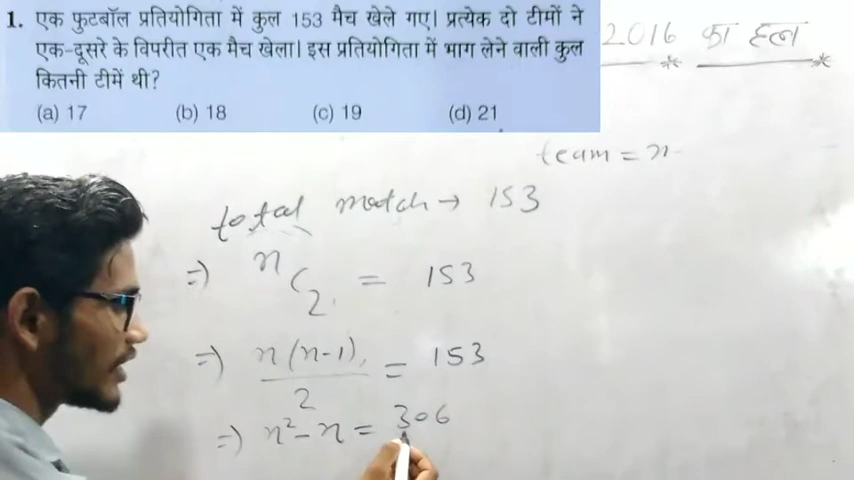 1. एक फुटबॉल प्रतियोगिता में कुल 153 मैच खेले गए। प्रत्येक दो टीमों ने
एक-दूसरे के विपरीत एक मैच खेला। इस प्रतियोगिता में भाग लेने वाली कुल
कितनी टीमें थी?
(a) 17 (b) 18 (c) 19 (d) 21
2016 का हल
team = n
total match → 153
=) nC2 = 153
=) n(n-1)/2 = 153
=) n² - n = 306